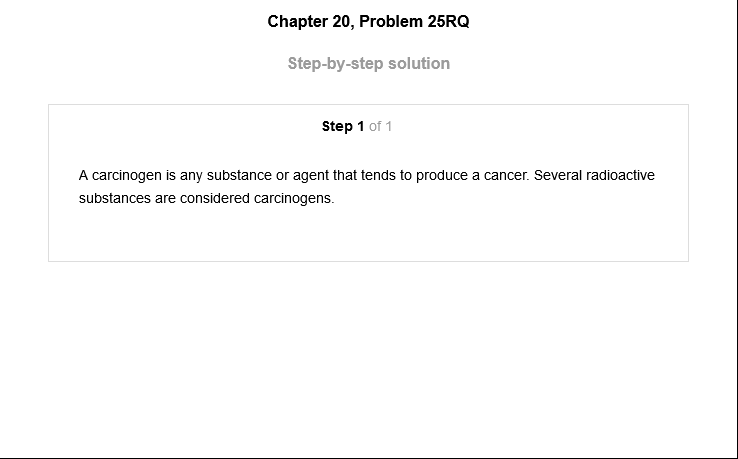 Chapter 20, Problem 25RQ
Step-by-step solution
Step 1 of 1
A carcinogen is any substance or agent that tends to produce a cancer. Several radioactive
substances are considered carcinogens.